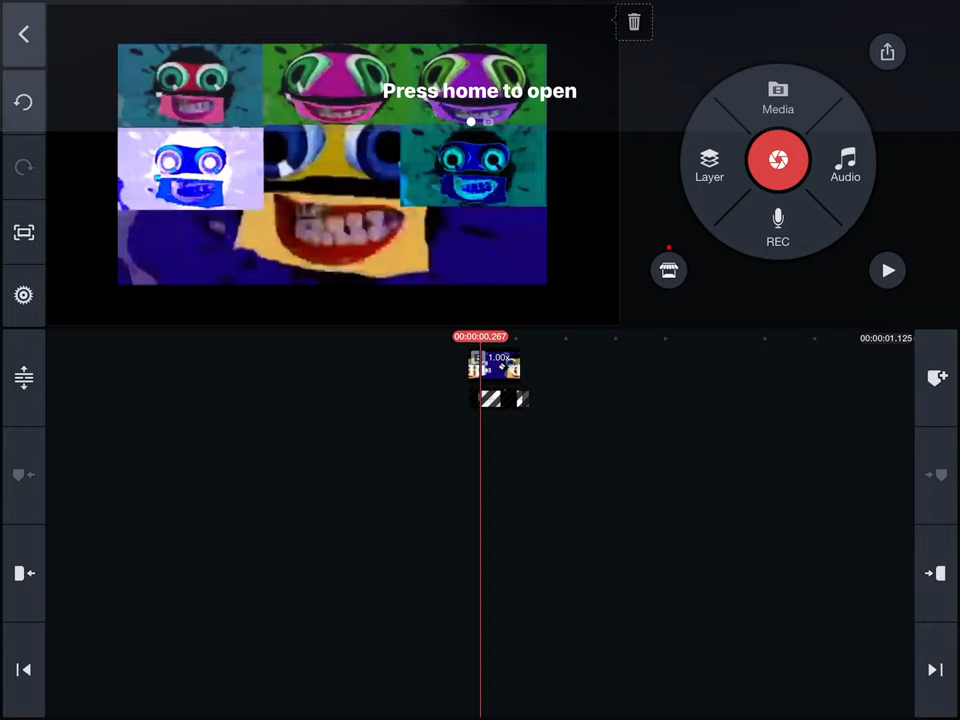 Press home to open
Media
Layer
Audio
REC
00:00:00.267
00:00:01.125
1.00x